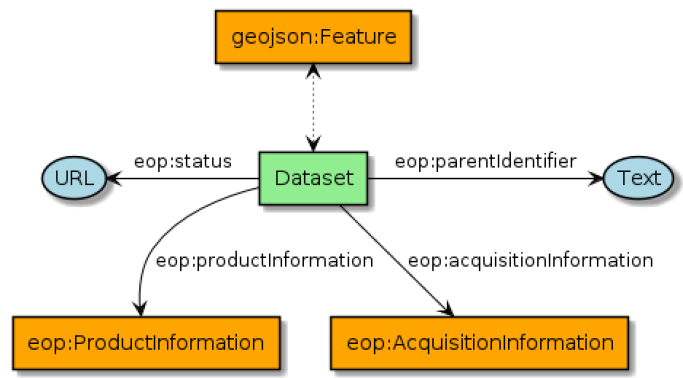 geojson:Feature
eop:status
eop:parentIdentifier
URL
Dataset
Text
eop:productInformation
eop:acquisitionInformation
eop:ProductInformation
eop:AcquisitionInformation